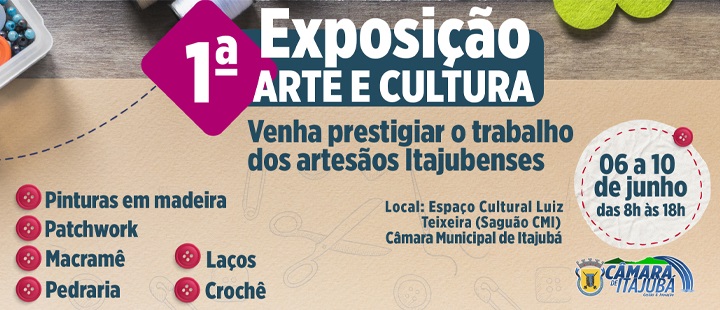 1ª
Exposição
ARTE E CULTURA
Venha prestigiar o trabalho
dos artesãos Itajubenses
Pinturas em madeira
Patchwork
Macramê
Pedraria
Laços
Crochê
Local: Espaço Cultural Luiz
Teixeira (Saguão CMI)
Câmara Municipal de Itajubá
06 a 10
de junho
das 8h às 18h
CÂMARA
DE ITAJUBÁ